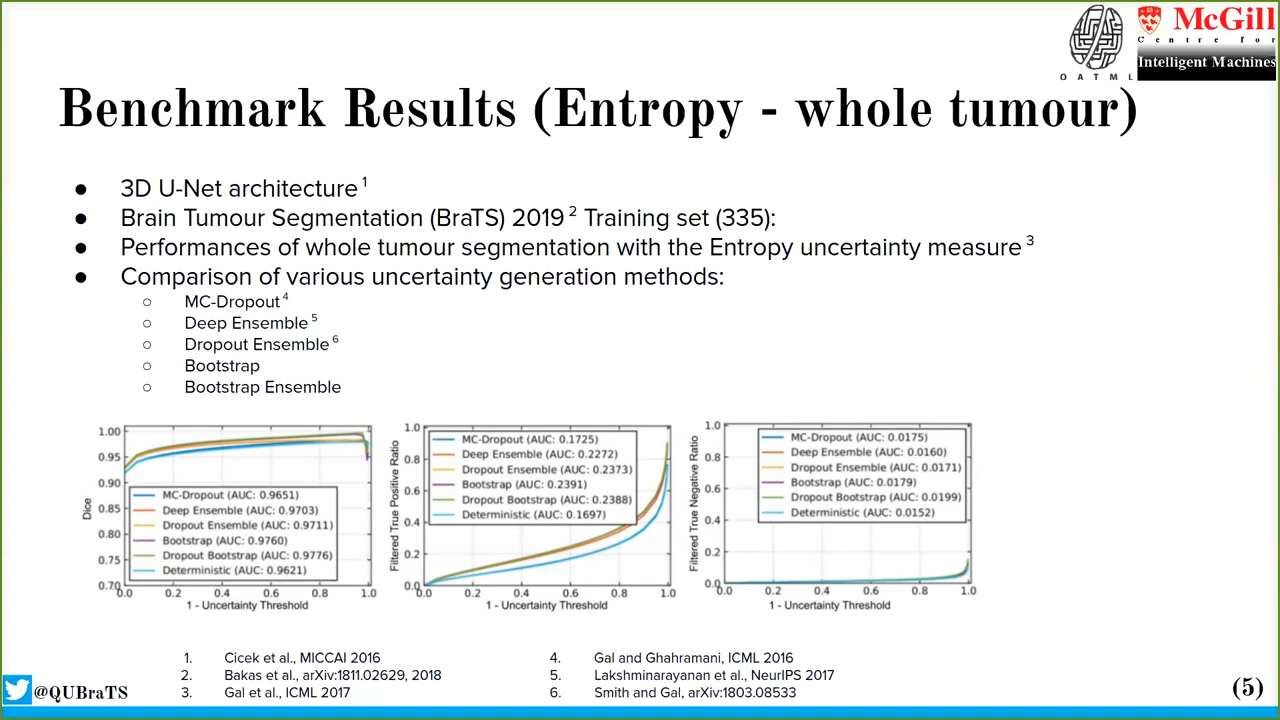 McGill
Centre for
Intelligent Machines
OATML
Benchmark Results (Entropy - whole tumour)
● 3D U-Net architecture 1
● Brain Tumour Segmentation (BraTS) 2019 2 Training set (335):
● Performances of whole tumour segmentation with the Entropy uncertainty measure 3
● Comparison of various uncertainty generation methods:
○ MC-Dropout 4
○ Deep Ensemble 5
○ Dropout Ensemble 6
○ Bootstrap
○ Bootstrap Ensemble
Dice
1.00
0.95
0.90
0.85
0.80
0.75
0.70
MC-Dropout (AUC: 0.9651)
Deep Ensemble (AUC: 0.9703)
Dropout Ensemble (AUC: 0.9711)
Bootstrap (AUC: 0.9760)
Dropout Bootstrap (AUC: 0.9776)
Deterministic (AUC: 0.9621)
0.0 0.2 0.4 0.6 0.8 1.0
1 - Uncertainty Threshold
Filtered True Positive Ratio
1.0
0.8
0.6
0.4
0.2
0.0
MC-Dropout (AUC: 0.1725)
Deep Ensemble (AUC: 0.2272)
Dropout Ensemble (AUC: 0.2373)
Bootstrap (AUC: 0.2391)
Dropout Bootstrap (AUC: 0.2388)
Deterministic (AUC: 0.1697)
0.0 0.2 0.4 0.6 0.8 1.0
1 - Uncertainty Threshold
Filtered True Negative Ratio
1.0
0.8
0.6
0.4
0.2
0.0
MC-Dropout (AUC: 0.0175)
Deep Ensemble (AUC: 0.0160)
Dropout Ensemble (AUC: 0.0171)
Bootstrap (AUC: 0.0179)
Dropout Bootstrap (AUC: 0.0199)
Deterministic (AUC: 0.0152)
0.0 0.2 0.4 0.6 0.8 1.0
1 - Uncertainty Threshold
1. Cicek et al., MICCAI 2016
2. Bakas et al., arXiv:1811.02629, 2018
3. Gal et al., ICML 2017
4. Gal and Ghahramani, ICML 2016
5. Lakshminarayanan et al., NeurIPS 2017
6. Smith and Gal, arXiv:1803.08533
@QUBraTS
(5)